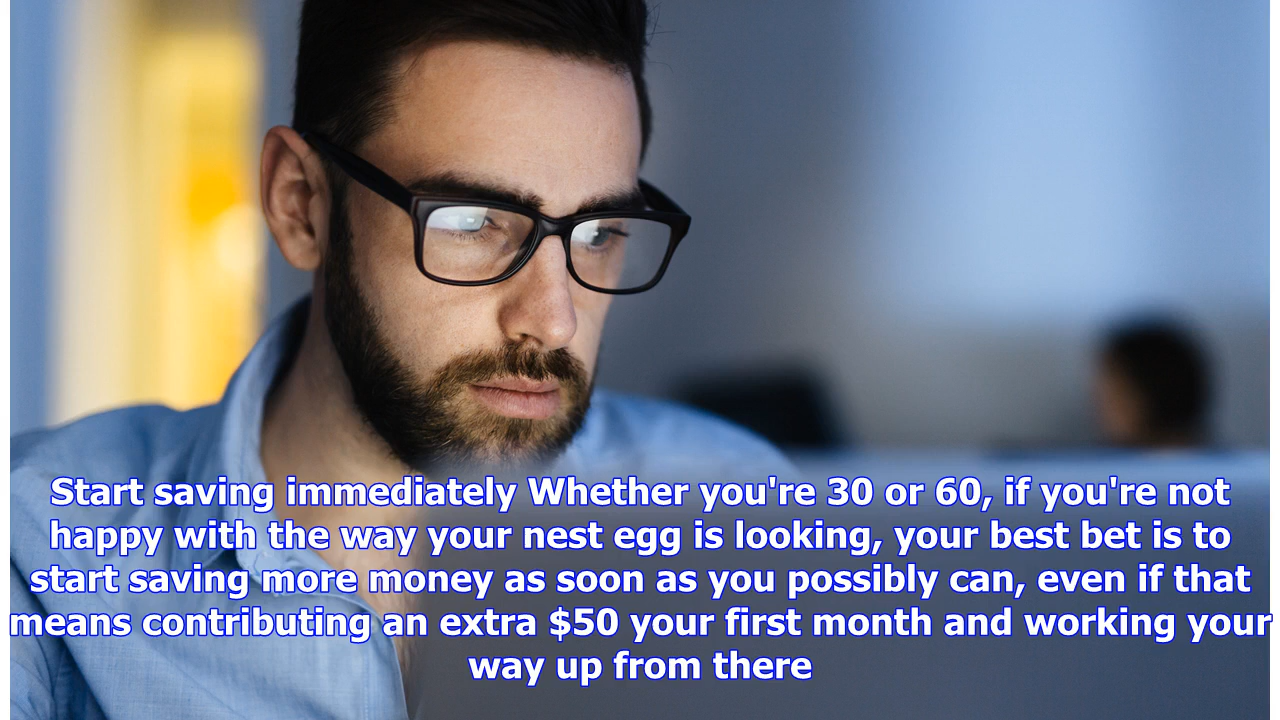 Start saving immediately Whether you're 30 or 60, if you're not
happy with the way your nest egg is looking, your best bet is to
start saving more money as soon as you possibly can, even if that
means contributing an extra $50 your first month and working your
way up from there